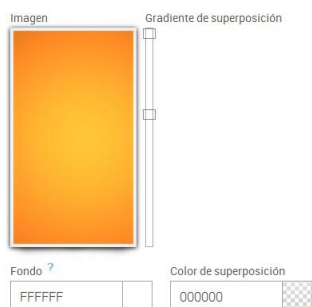 Imagen Gradiente de superposición
Fondo ? Color de superposición
FFFFFF 000000